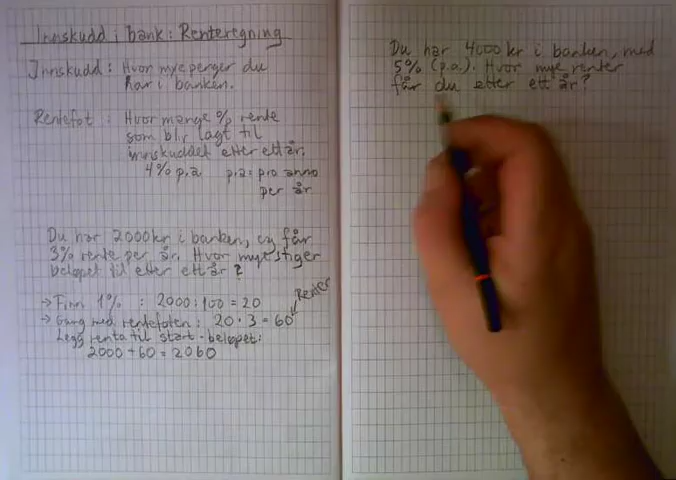 Innskudd i bank: Renteregning
Innskudd : Hvor mye penger du
har i banken.
Rentefot : Hvor mange % rente
som blir lagt til
innskuddet etter ett år.
4% p.a p.a = pro anno
per år
Du har 2000 kr i banken, og får
3% rente per år. Hvor mye stiger
beløpet til etter ett år?
→ Finn 1% : 2000:100 = 20
Renter
→ Gang med rentefoten : 20 · 3 = 60
Legg renta til start-beløpet:
2000 + 60 = 2060
Du har 4000 kr i banken, med
5% (p.a). Hvor mye renter
får du etter ett år?